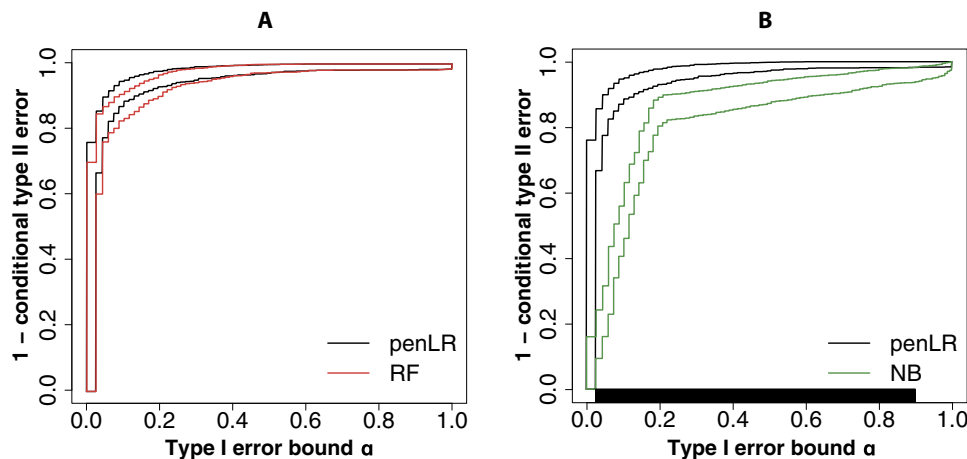 A
1 − conditional type II error
0.0 0.2 0.4 0.6 0.8 1.0
penLR
RF
0.0 0.2 0.4 0.6 0.8 1.0
Type I error bound α
B
1 − conditional type II error
0.0 0.2 0.4 0.6 0.8 1.0
penLR
NB
0.0 0.2 0.4 0.6 0.8 1.0
Type I error bound α